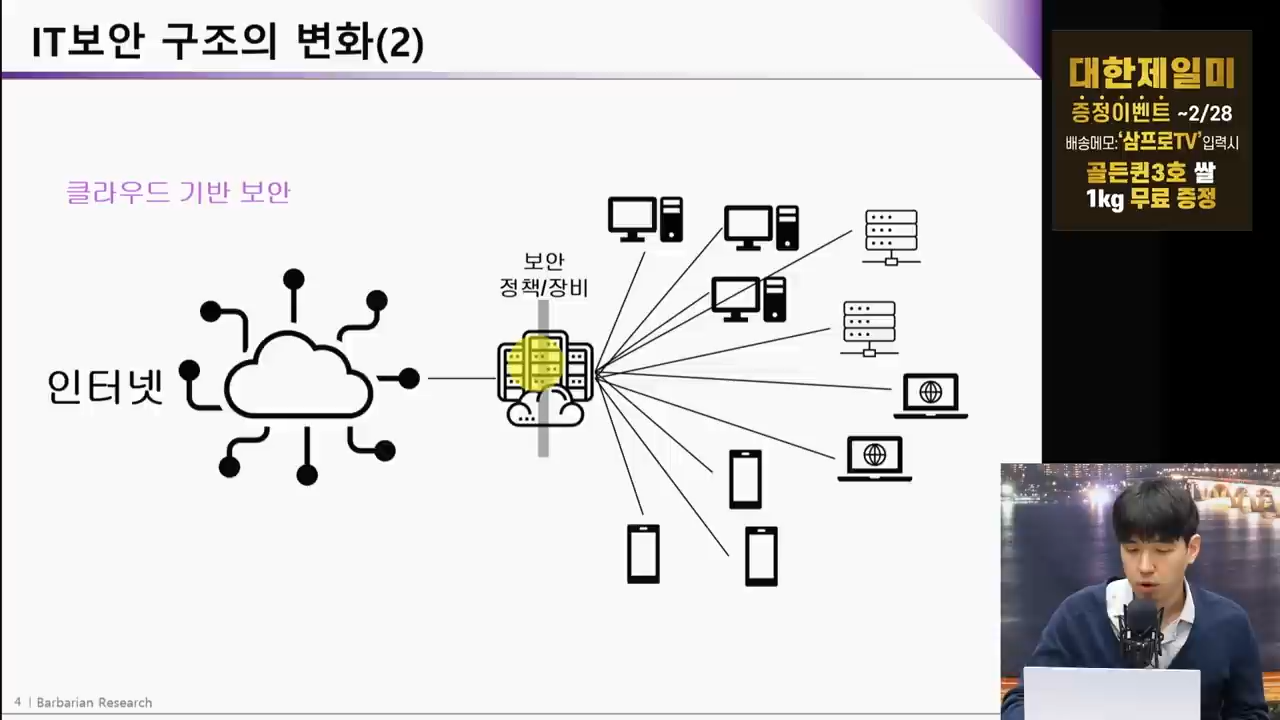 IT보안 구조의 변화(2)
클라우드 기반 보안
보안
정책/장비
인터넷
4 | Barbarian Research
대한제일미
증정이벤트 ~2/28
배송메모:'삼프로TV'입력시
골든퀸3호 쌀
1kg 무료 증정